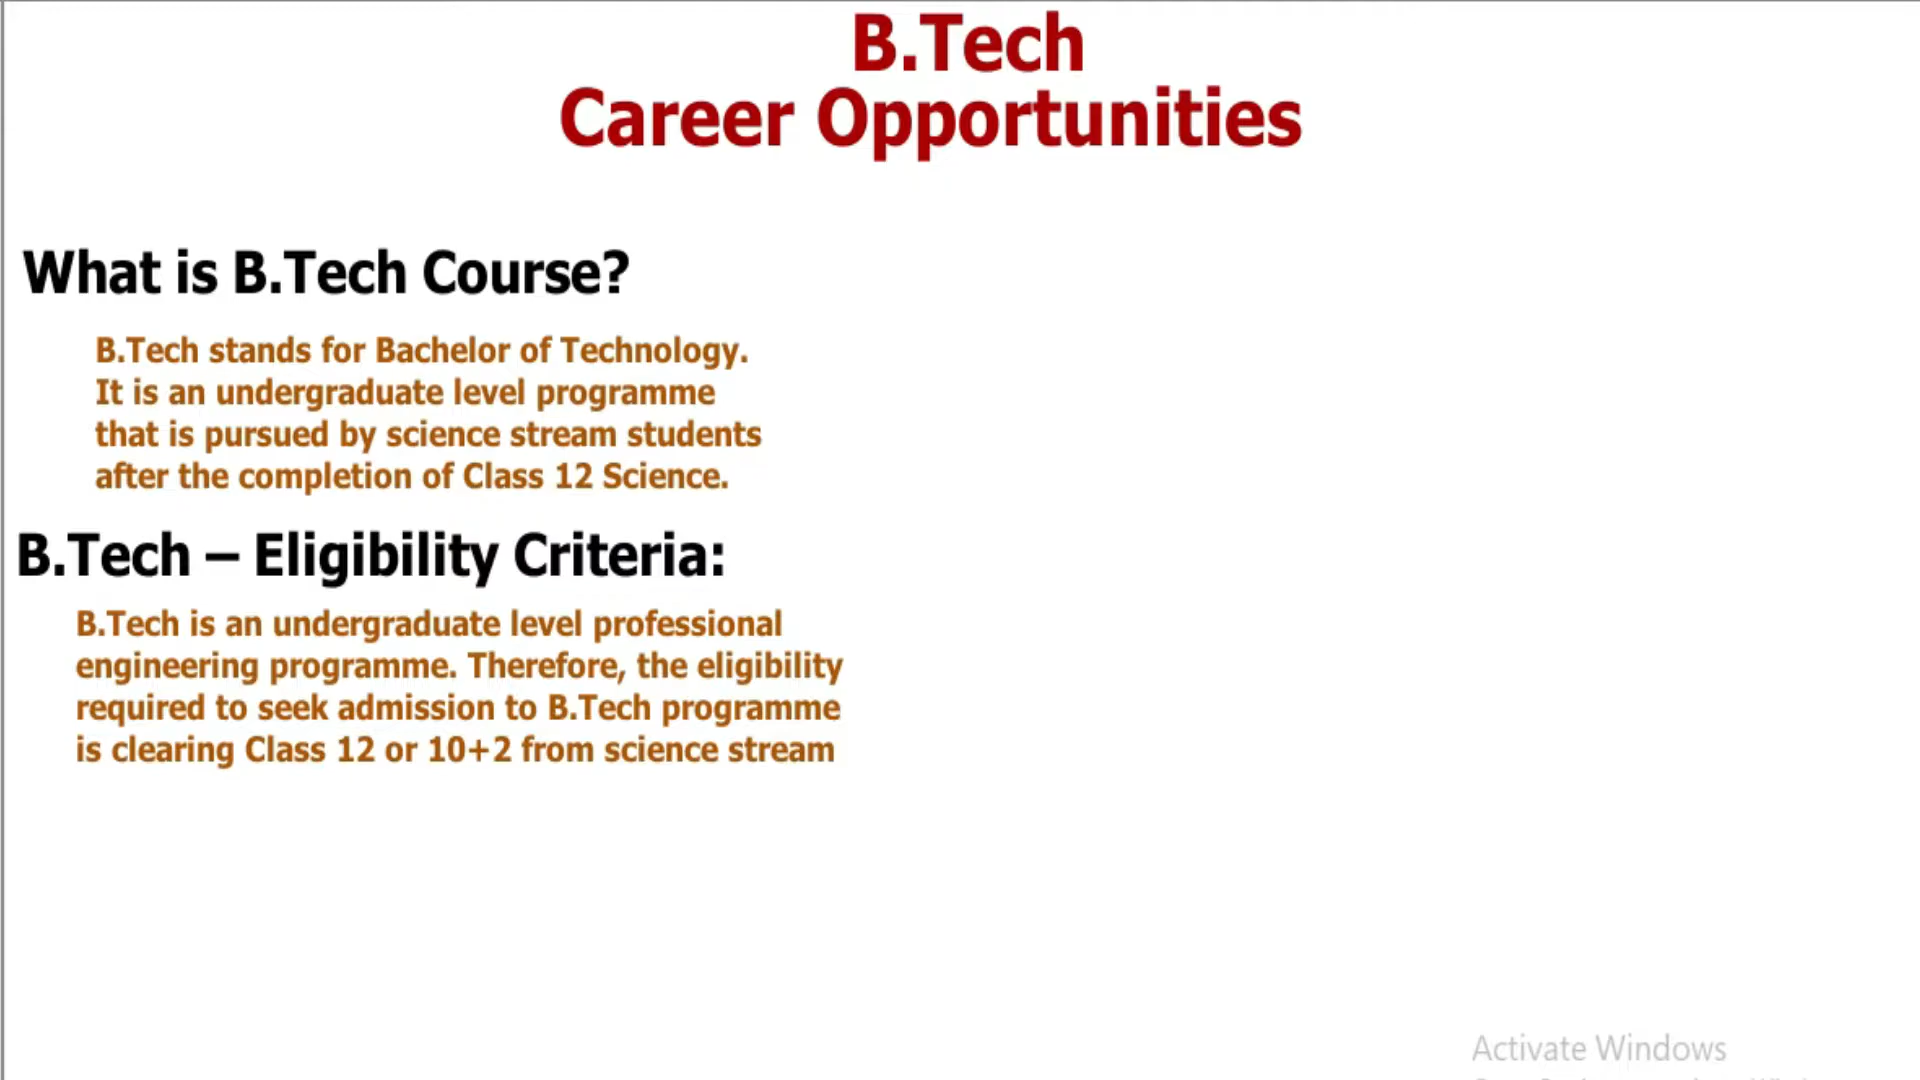 B.Tech
Career Opportunities
What is B.Tech Course?
B.Tech stands for Bachelor of Technology.
It is an undergraduate level programme
that is pursued by science stream students
after the completion of Class 12 Science.
B.Tech – Eligibility Criteria:
B.Tech is an undergraduate level professional
engineering programme. Therefore, the eligibility
required to seek admission to B.Tech programme
is clearing Class 12 or 10+2 from science stream
Activate Windows